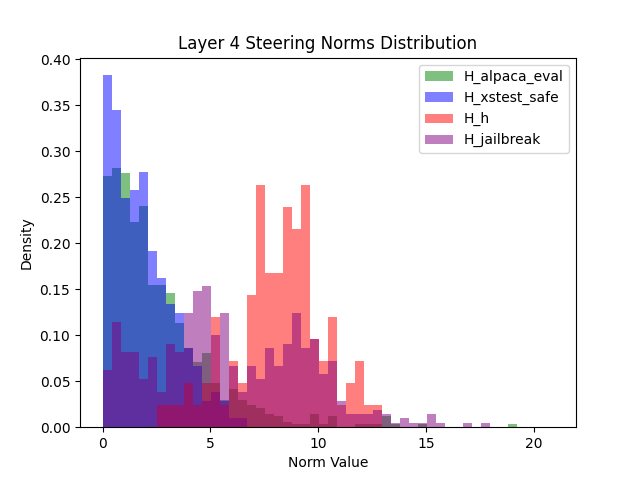 Layer 4 Steering Norms Distribution
H_alpaca_eval
H_xstest_safe
H_h
H_jailbreak
0.40
0.35
0.30
0.25
0.20
0.15
0.10
0.05
0.00
Density
0 5 10 15 20
Norm Value